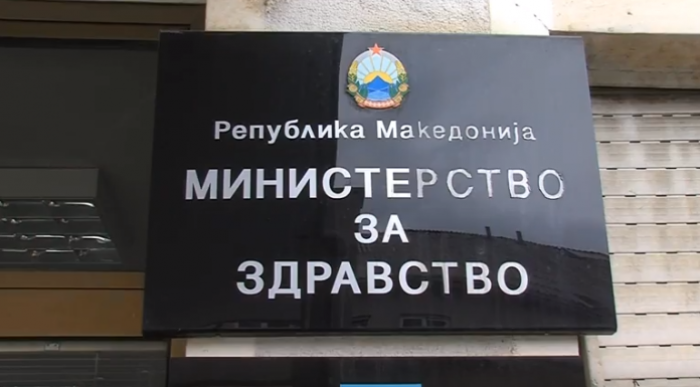 Република Македонија
МИНИСТЕРСТВО
ЗА
ЗДРАВСТВО